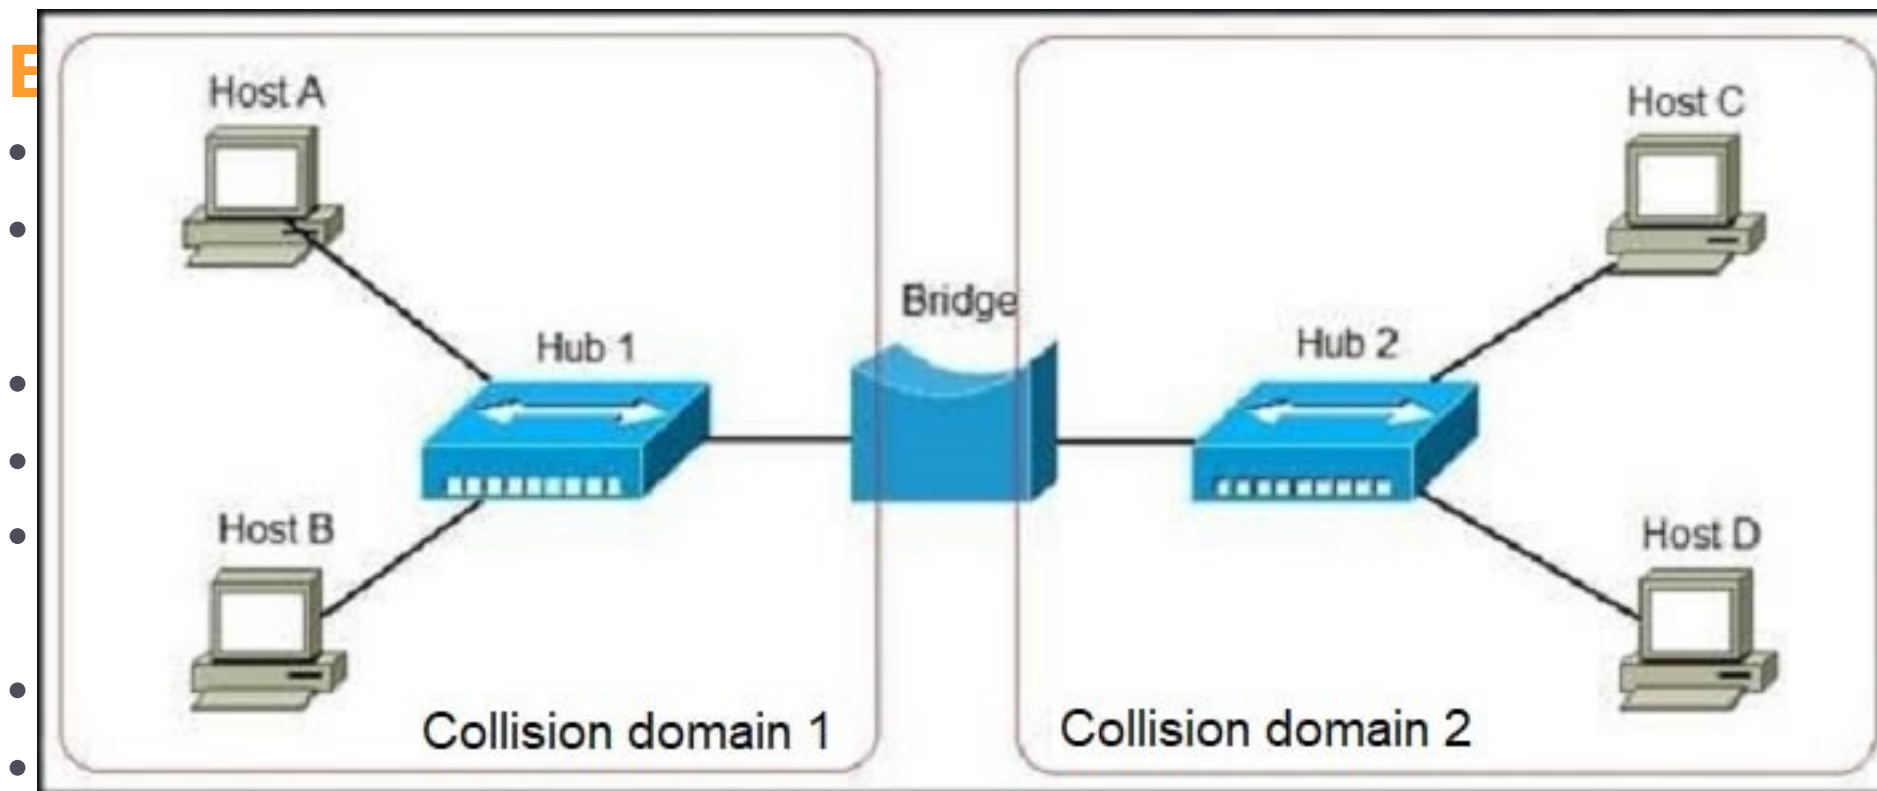 Host A
Host C
Bridge
Hub 1
Hub 2
Host B
Host D
Collision domain 1
Collision domain 2